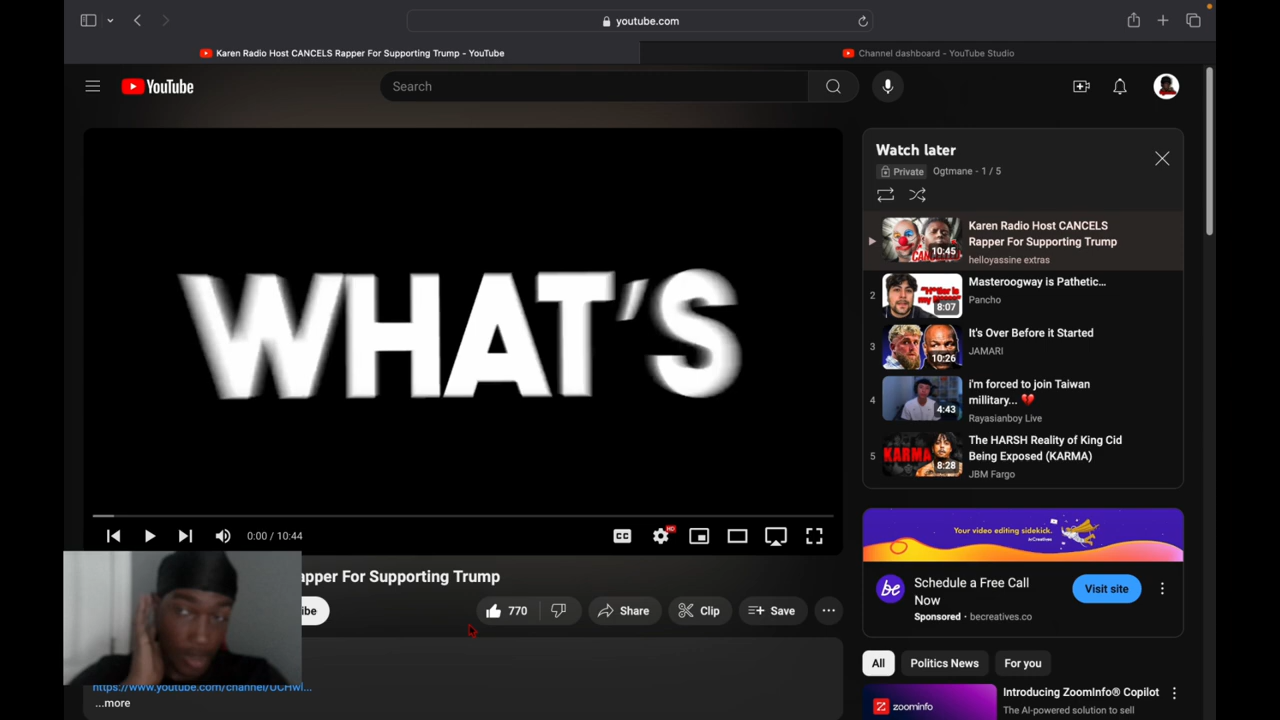 youtube.com
Karen Radio Host CANCELS Rapper For Supporting Trump - YouTube
Channel dashboard - YouTube Studio
YouTube
Search
WHAT'S
0:00 / 10:44
CC
HD
apper For Supporting Trump
ibe
770
Share
Clip
Save
...more
Watch later
Private
Ogtmane - 1 / 5
10:45
Karen Radio Host CANCELS
Rapper For Supporting Trump
helloyassine extras
2
8:07
Masteroogway is Pathetic...
Pancho
3
10:26
It's Over Before it Started
JAMARI
4
4:43
i'm forced to join Taiwan
millitary... 💔
Rayasianboy Live
5
KARMA
8:28
The HARSH Reality of King Cid
Being Exposed (KARMA)
JBM Fargo
Your video editing sidekick.
be
Schedule a Free Call
Now
Sponsored · becreatives.co
Visit site
All
Politics News
For you
zoominfo
Introducing ZoomInfo® Copilot
The AI-powered solution to sell